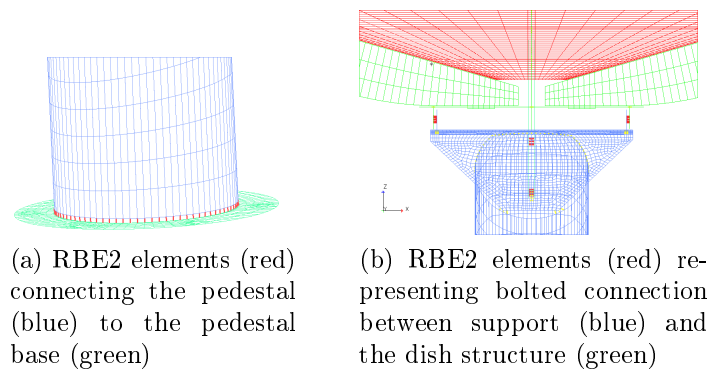 Z
Y
X
(a) RBE2 elements (red)
connecting the pedestal
(blue) to the pedestal
base (green)
(b) RBE2 elements (red) re-
presenting bolted connection
between support (blue) and
the dish structure (green)